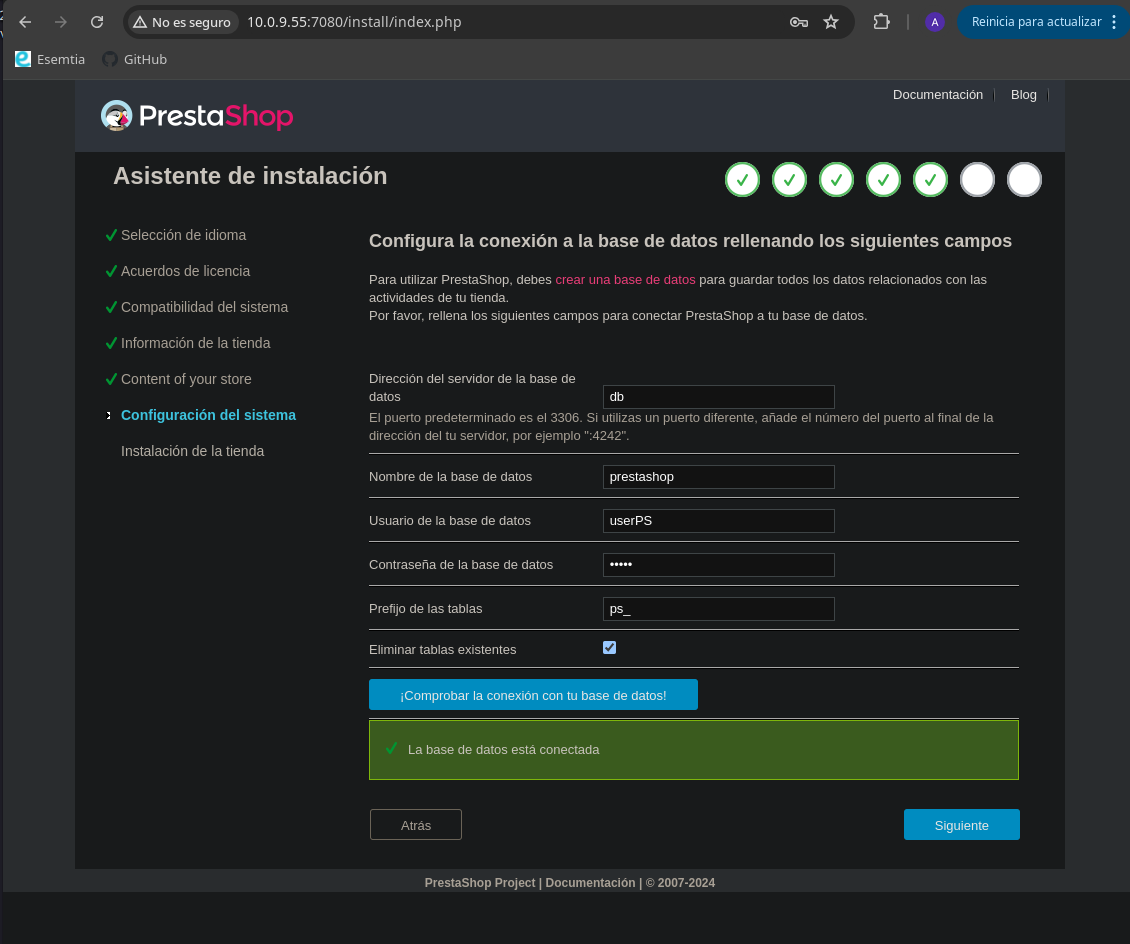 No es seguro
10.0.9.55:7080/install/index.php
A
Reinicia para actualizar
Esemtia
GitHub
Documentación
Blog
PrestaShop
Asistente de instalación
Selección de idioma
Acuerdos de licencia
Compatibilidad del sistema
Información de la tienda
Content of your store
Configuración del sistema
Instalación de la tienda
Configura la conexión a la base de datos rellenando los siguientes campos
Para utilizar PrestaShop, debes crear una base de datos para guardar todos los datos relacionados con las
actividades de tu tienda.
Por favor, rellena los siguientes campos para conectar PrestaShop a tu base de datos.
Dirección del servidor de la base de
datos
db
El puerto predeterminado es el 3306. Si utilizas un puerto diferente, añade el número del puerto al final de la
dirección del tu servidor, por ejemplo ":4242".
Nombre de la base de datos
prestashop
Usuario de la base de datos
userPS
Contraseña de la base de datos
•••••
Prefijo de las tablas
ps_
Eliminar tablas existentes
¡Comprobar la conexión con tu base de datos!
La base de datos está conectada
Atrás
Siguiente
PrestaShop Project | Documentación | © 2007-2024